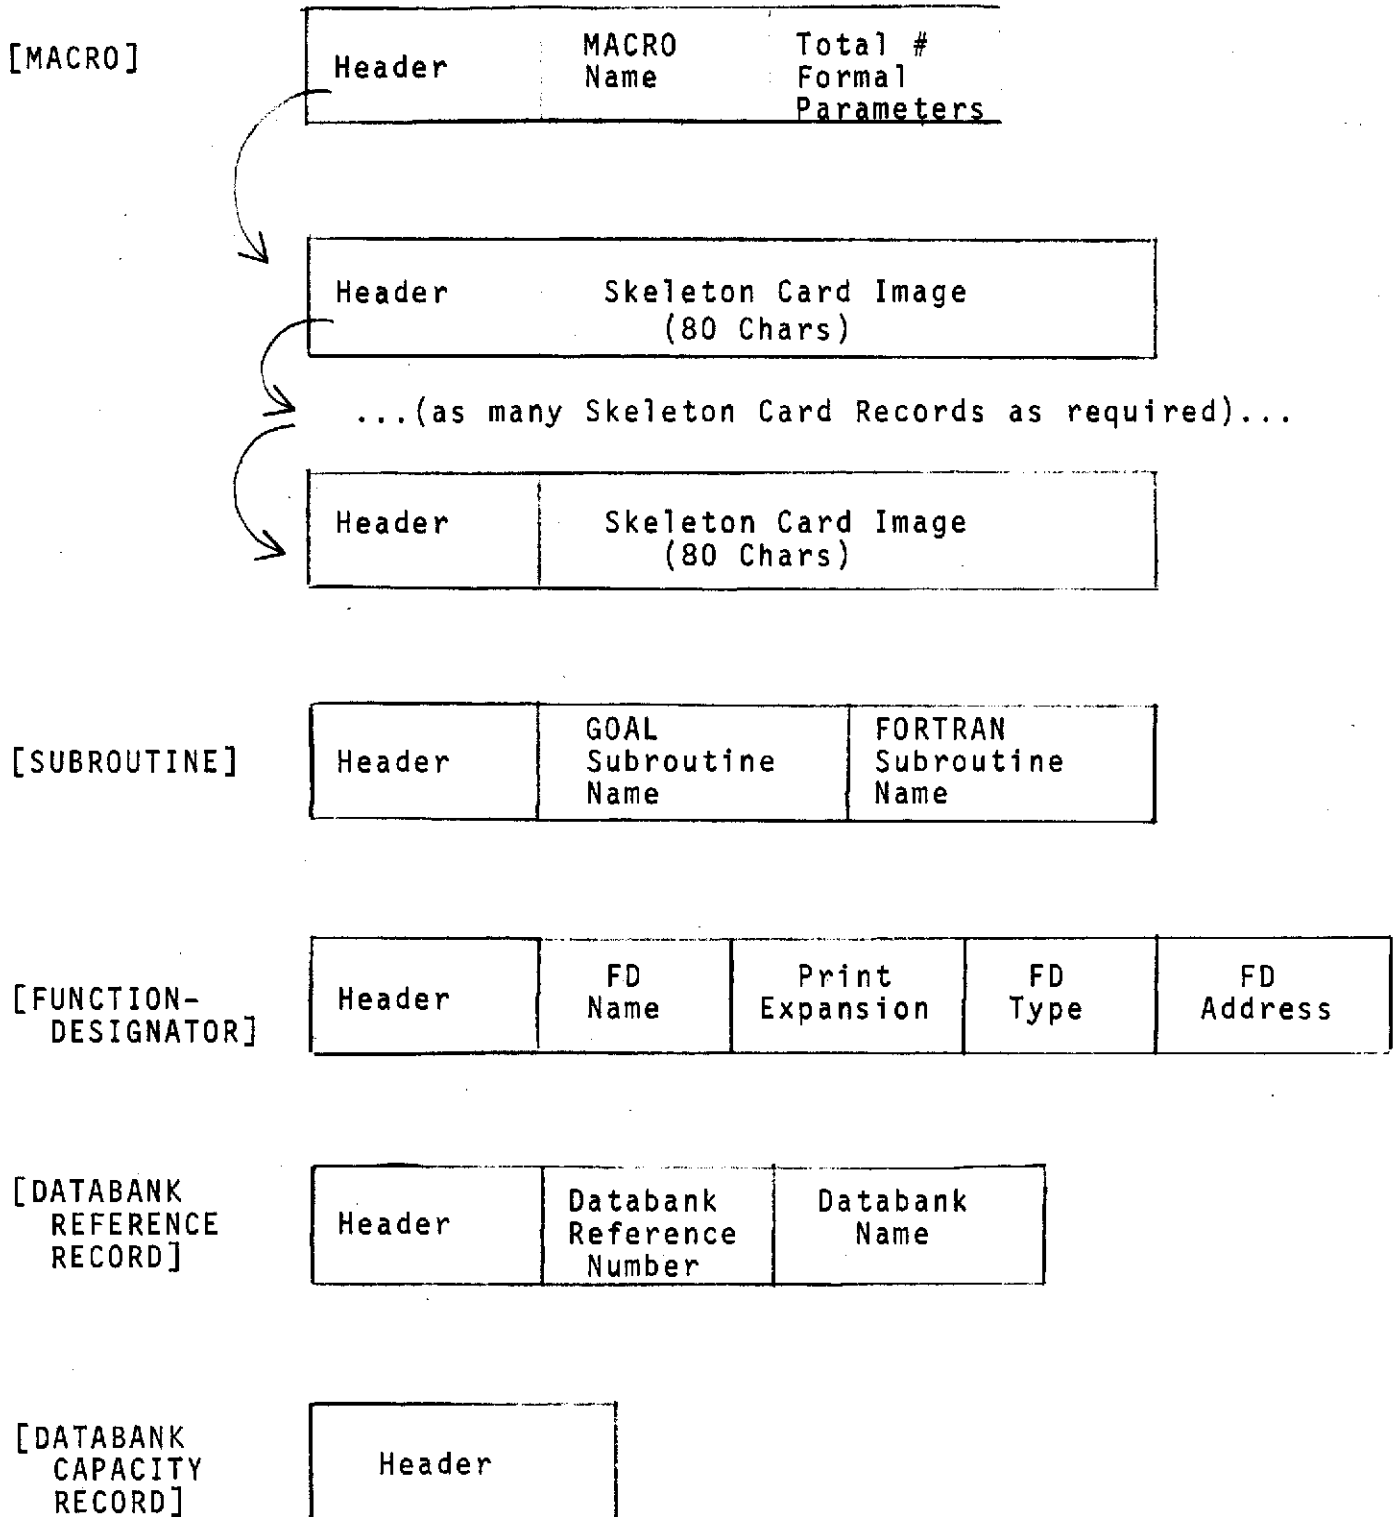 [MACRO]
Header
MACRO
Name
Total #
Formal
Parameters
Header
Skeleton Card Image
(80 Chars)
...(as many Skeleton Card Records as required)...
Header
Skeleton Card Image
(80 Chars)
[SUBROUTINE]
Header
GOAL
Subroutine
Name
FORTRAN
Subroutine
Name
[FUNCTION-
DESIGNATOR]
Header
FD
Name
Print
Expansion
FD
Type
FD
Address
[DATABANK
REFERENCE
RECORD]
Header
Databank
Reference
Number
Databank
Name
[DATABANK
CAPACITY
RECORD]
Header